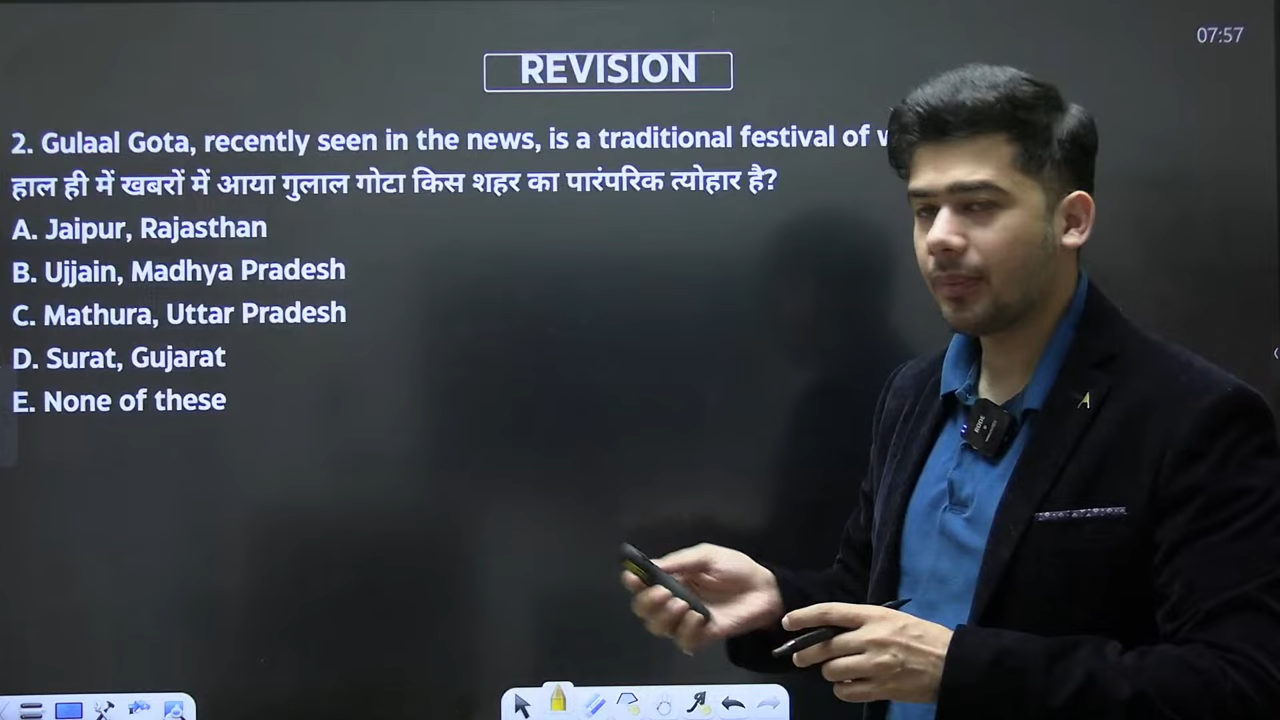 07:57
REVISION
2. Gulaal Gota, recently seen in the news, is a traditional festival of
हाल ही में खबरों में आया गुलाल गोटा किस शहर का पारंपरिक त्योहार है?
A. Jaipur, Rajasthan
B. Ujjain, Madhya Pradesh
C. Mathura, Uttar Pradesh
D. Surat, Gujarat
E. None of these
RODE